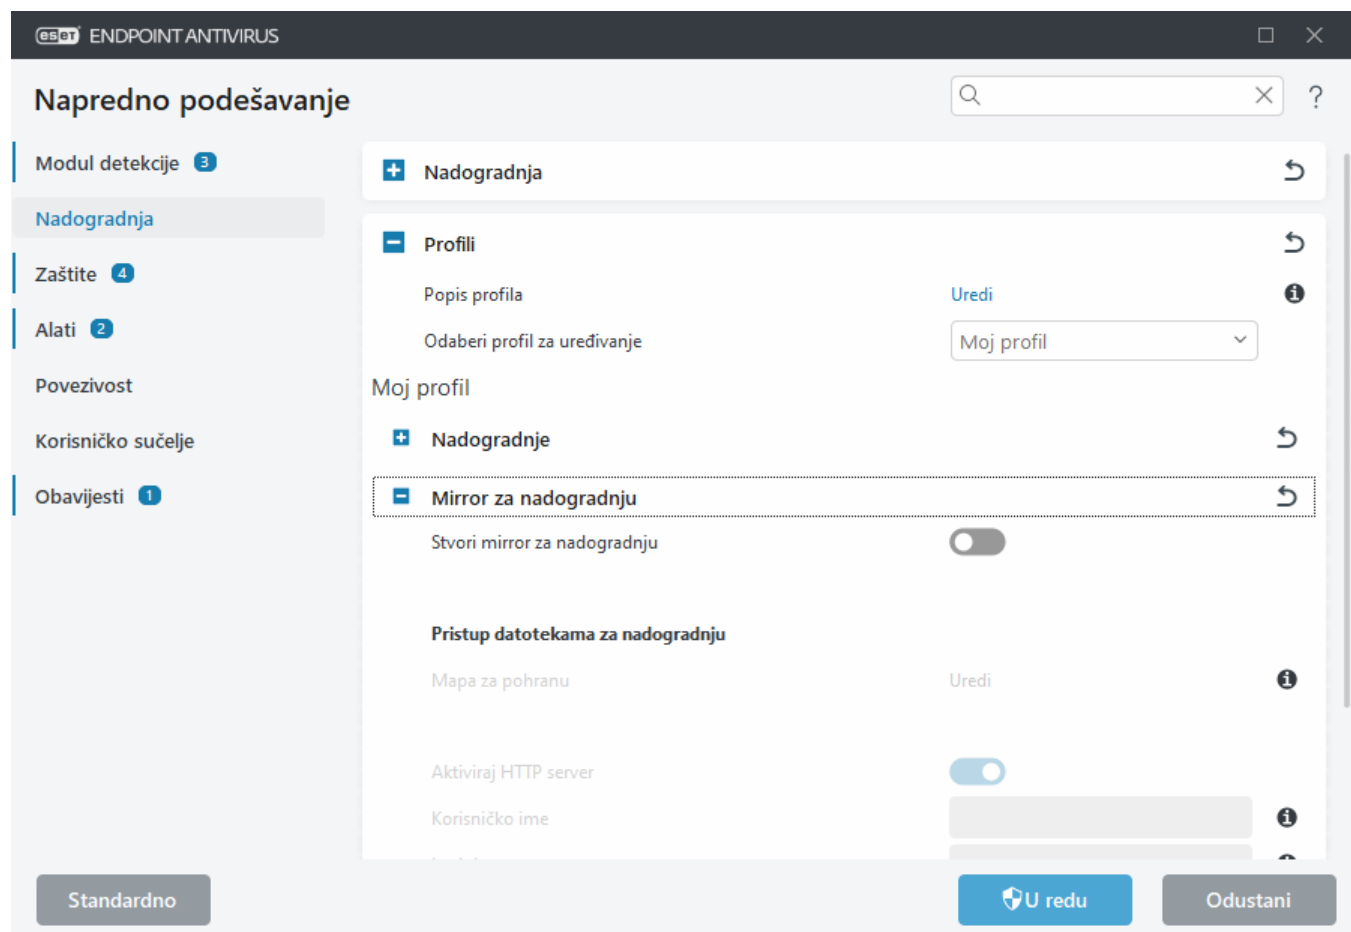 eset ENDPOINT ANTIVIRUS
Napredno podešavanje
?
Modul detekcije 3
Nadogradnja
Zaštite 4
Alati 2
Povezivost
Korisničko sučelje
Obavijesti 1
Nadogradnja
Profili
Popis profila Uredi
Odaberi profil za uređivanje Moj profil
Moj profil
Nadogradnje
Mirror za nadogradnju
Stvori mirror za nadogradnju
Pristup datotekama za nadogradnju
Mapa za pohranu Uredi
Aktiviraj HTTP server
Korisničko ime
Standardno U redu Odustani